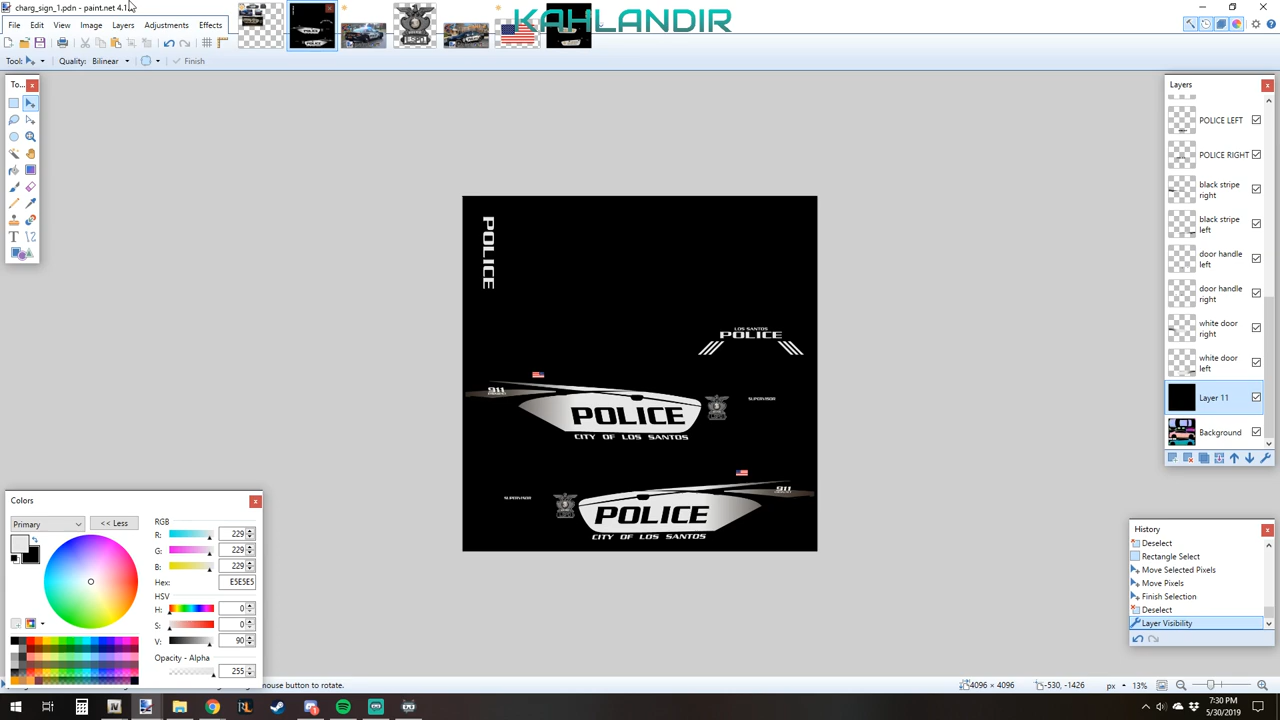 charg_sign_1.pdn - paint.net 4.1
KAHLANDIR
File Edit View Image Layers Adjustments Effects
Tool Quality: Bilinear Finish
To...
Layers
POLICE LEFT
POLICE RIGHT
black stripe right
black stripe left
door handle left
door handle right
white door right
white door left
Layer 11
Background
POLICE
LOS SANTOS
POLICE
911
POLICE
CITY OF LOS SANTOS
SUPERVISOR
SUPERVISOR
911
POLICE
CITY OF LOS SANTOS
Colors
Primary
<< Less
RGB
R: 229
G: 229
B: 229
Hex: E5E5E5
HSV
H: 0
S: 0
V: 90
Opacity - Alpha
255
History
Deselect
Rectangle Select
Move Selected Pixels
Move Pixels
Finish Selection
Deselect
Layer Visibility
mouse button to rotate.
4096 × 4096
-530, -1426
px
13%
7:30 PM
5/30/2019